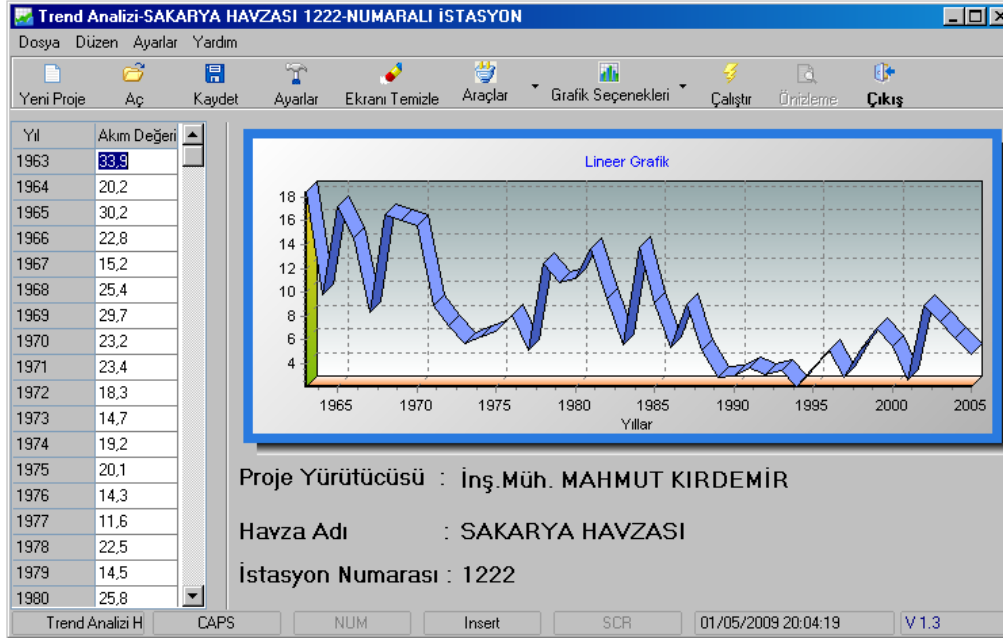 Trend Analizi-SAKARYA HAVZASI 1222-NUMARALI İSTASYON
Dosya Düzen Ayarlar Yardım
Yeni Proje Aç Kaydet Ayarlar Ekranı Temizle Araçlar Grafik Seçenekleri Çalıştır Önizleme Çıkış
Yıl Akım Değeri
1963 33,9
1964 20,2
1965 30,2
1966 22,8
1967 15,2
1968 25,4
1969 29,7
1970 23,2
1971 23,4
1972 18,3
1973 14,7
1974 19,2
1975 20,1
1976 14,3
1977 11,6
1978 22,5
1979 14,5
1980 25,8
Lineer Grafik
18
16
14
12
10
8
6
4
1965 1970 1975 1980 1985 1990 1995 2000 2005
Yıllar
Proje Yürütücüsü : İnş.Müh. MAHMUT KIRDEMİR
Havza Adı : SAKARYA HAVZASI
İstasyon Numarası : 1222
Trend Analizi H CAPS NUM Insert SCR 01/05/2009 20:04:19 V 1.3